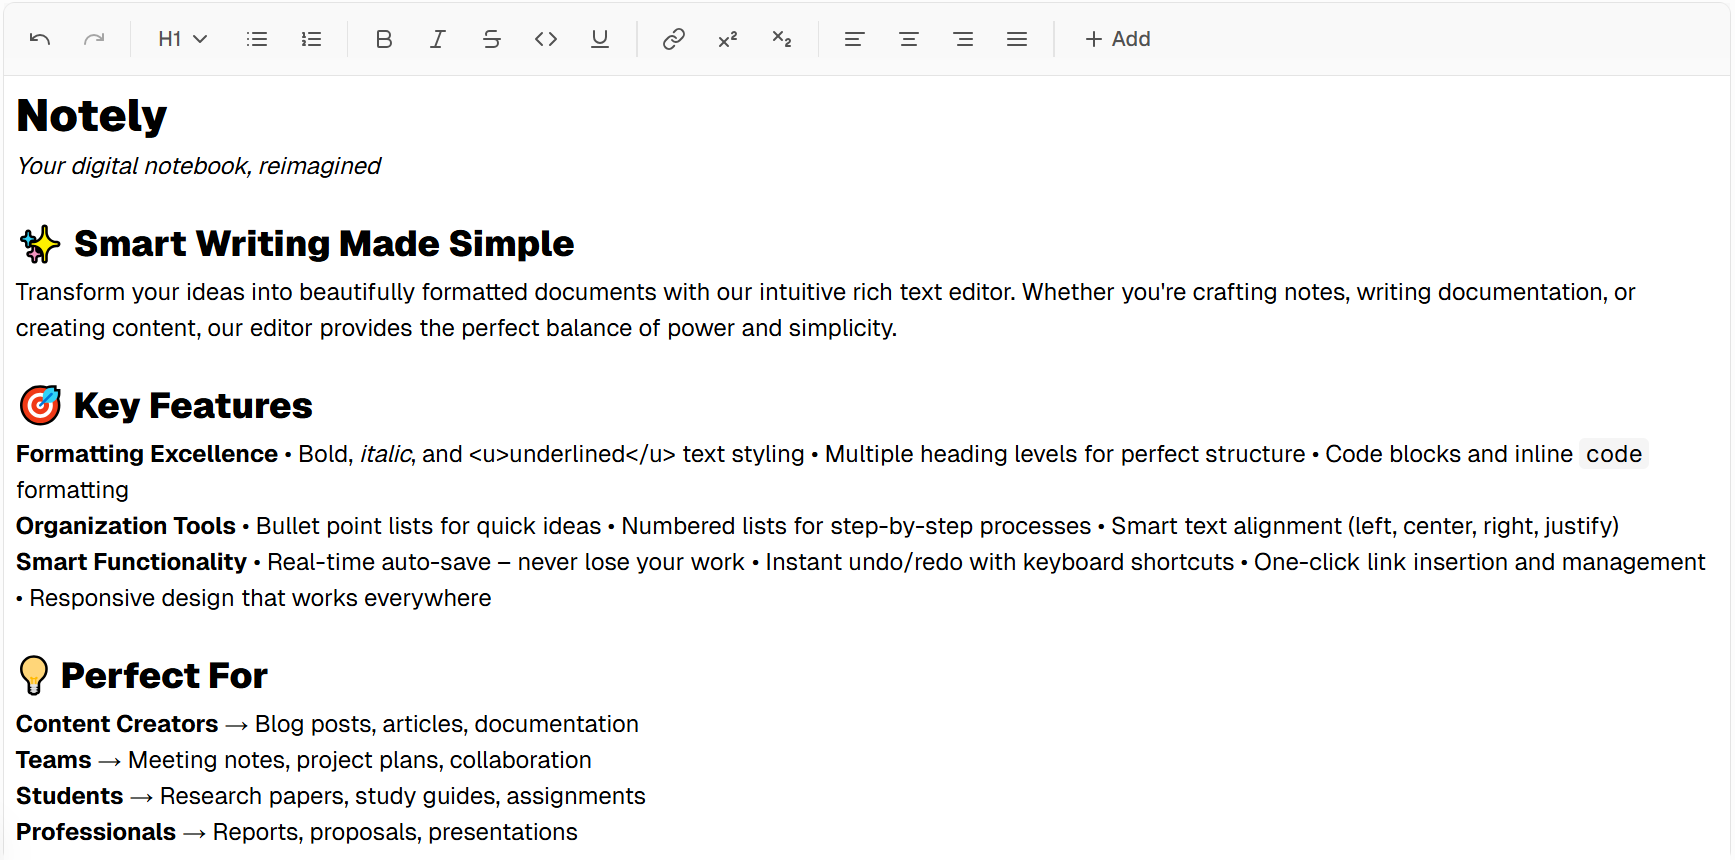 H1
B I S <> U
x²
x₂
+ Add
Notely
Your digital notebook, reimagined
✨ Smart Writing Made Simple
Transform your ideas into beautifully formatted documents with our intuitive rich text editor. Whether you're crafting notes, writing documentation, or
creating content, our editor provides the perfect balance of power and simplicity.
🎯 Key Features
Formatting Excellence • Bold, italic, and <u>underlined</u> text styling • Multiple heading levels for perfect structure • Code blocks and inline code
formatting
Organization Tools • Bullet point lists for quick ideas • Numbered lists for step-by-step processes • Smart text alignment (left, center, right, justify)
Smart Functionality • Real-time auto-save – never lose your work • Instant undo/redo with keyboard shortcuts • One-click link insertion and management
• Responsive design that works everywhere
💡 Perfect For
Content Creators → Blog posts, articles, documentation
Teams → Meeting notes, project plans, collaboration
Students → Research papers, study guides, assignments
Professionals → Reports, proposals, presentations